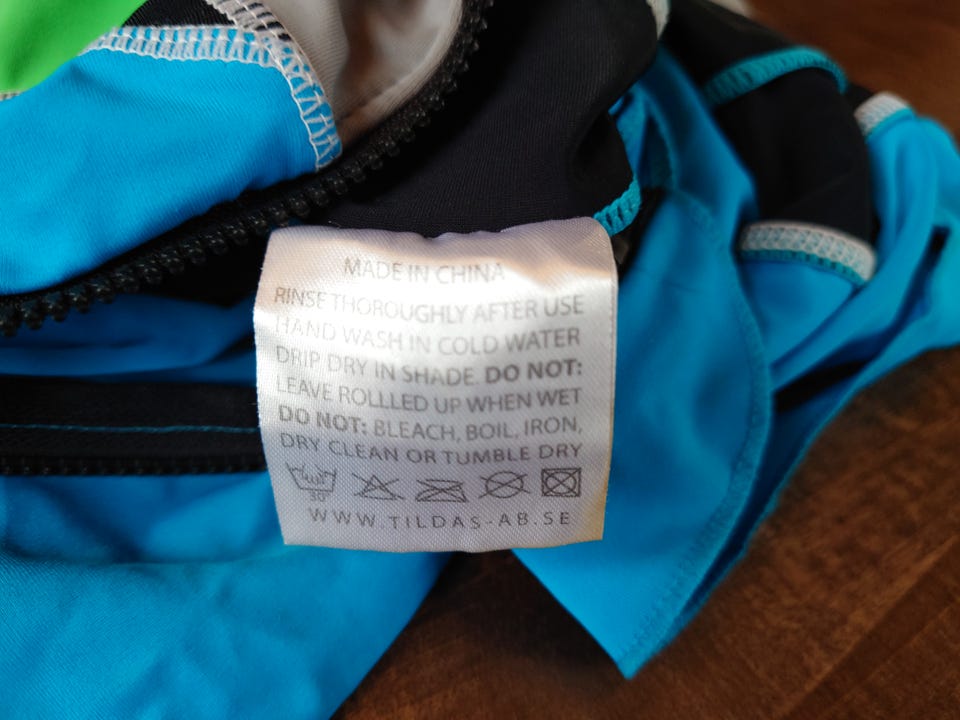 MADE IN CHINA
RINSE THOROUGHLY AFTER USE
HAND WASH IN COLD WATER
DRIP DRY IN SHADE. DO NOT:
LEAVE ROLLLED UP WHEN WET
DO NOT: BLEACH, BOIL, IRON,
DRY CLEAN OR TUMBLE DRY
30°
WWW.TILDAS-AB.SE